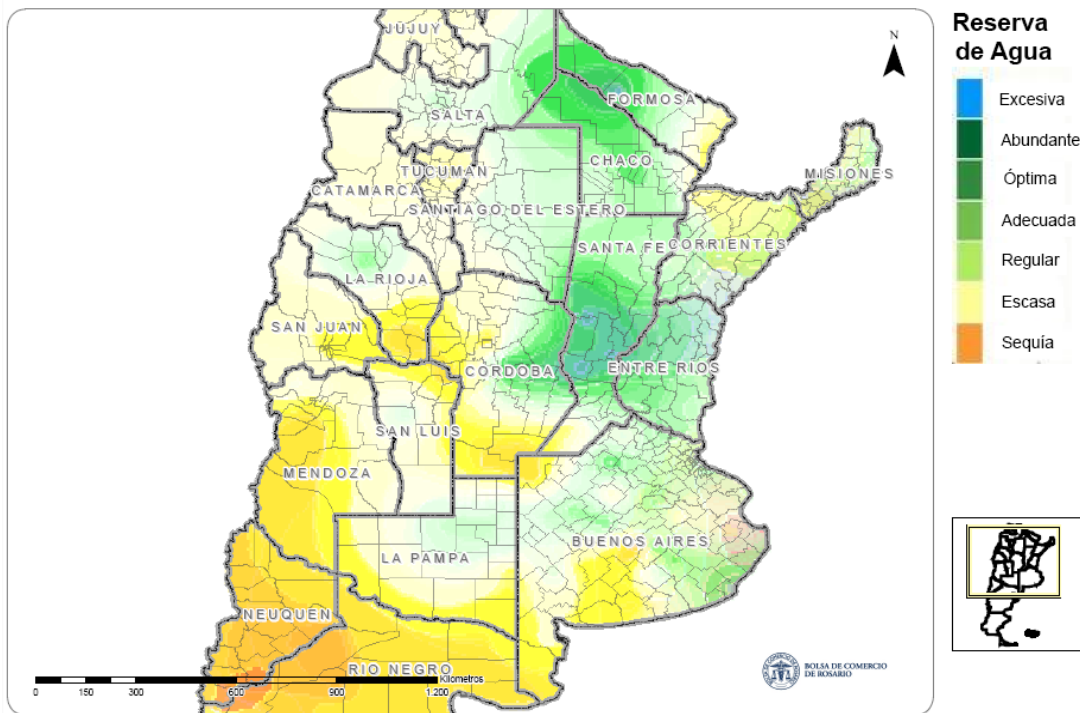 Reserva
de Agua
N
Excesiva
Abundante
Óptima
Adecuada
Regular
Escasa
Sequía
JUJUY
FORMOSA
SALTA
CHACO
TUCUMAN
MISIONES
CATAMARCA
SANTIAGO DEL ESTERO
SANTA FE
CORRIENTES
LA RIOJA
SAN JUAN
CORDOBA
ENTRE RIOS
SAN LUIS
MENDOZA
BUENOS AIRES
LA PAMPA
NEUQUEN
RIO NEGRO
Kilometros
0 150 300 600 900 1.200
BOLSA DE COMERCIO
DE ROSARIO